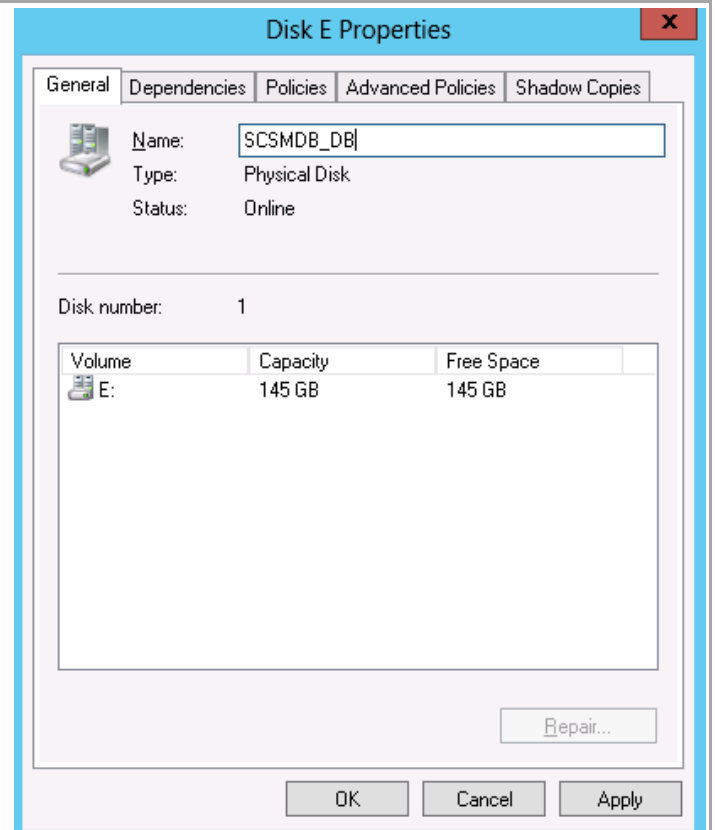 Disk E Properties
x
General Dependencies Policies Advanced Policies Shadow Copies
Name: SCSMDB_DB
Type: Physical Disk
Status: Online
Disk number: 1
Volume Capacity Free Space
E: 145 GB 145 GB
Repair...
OK Cancel Apply